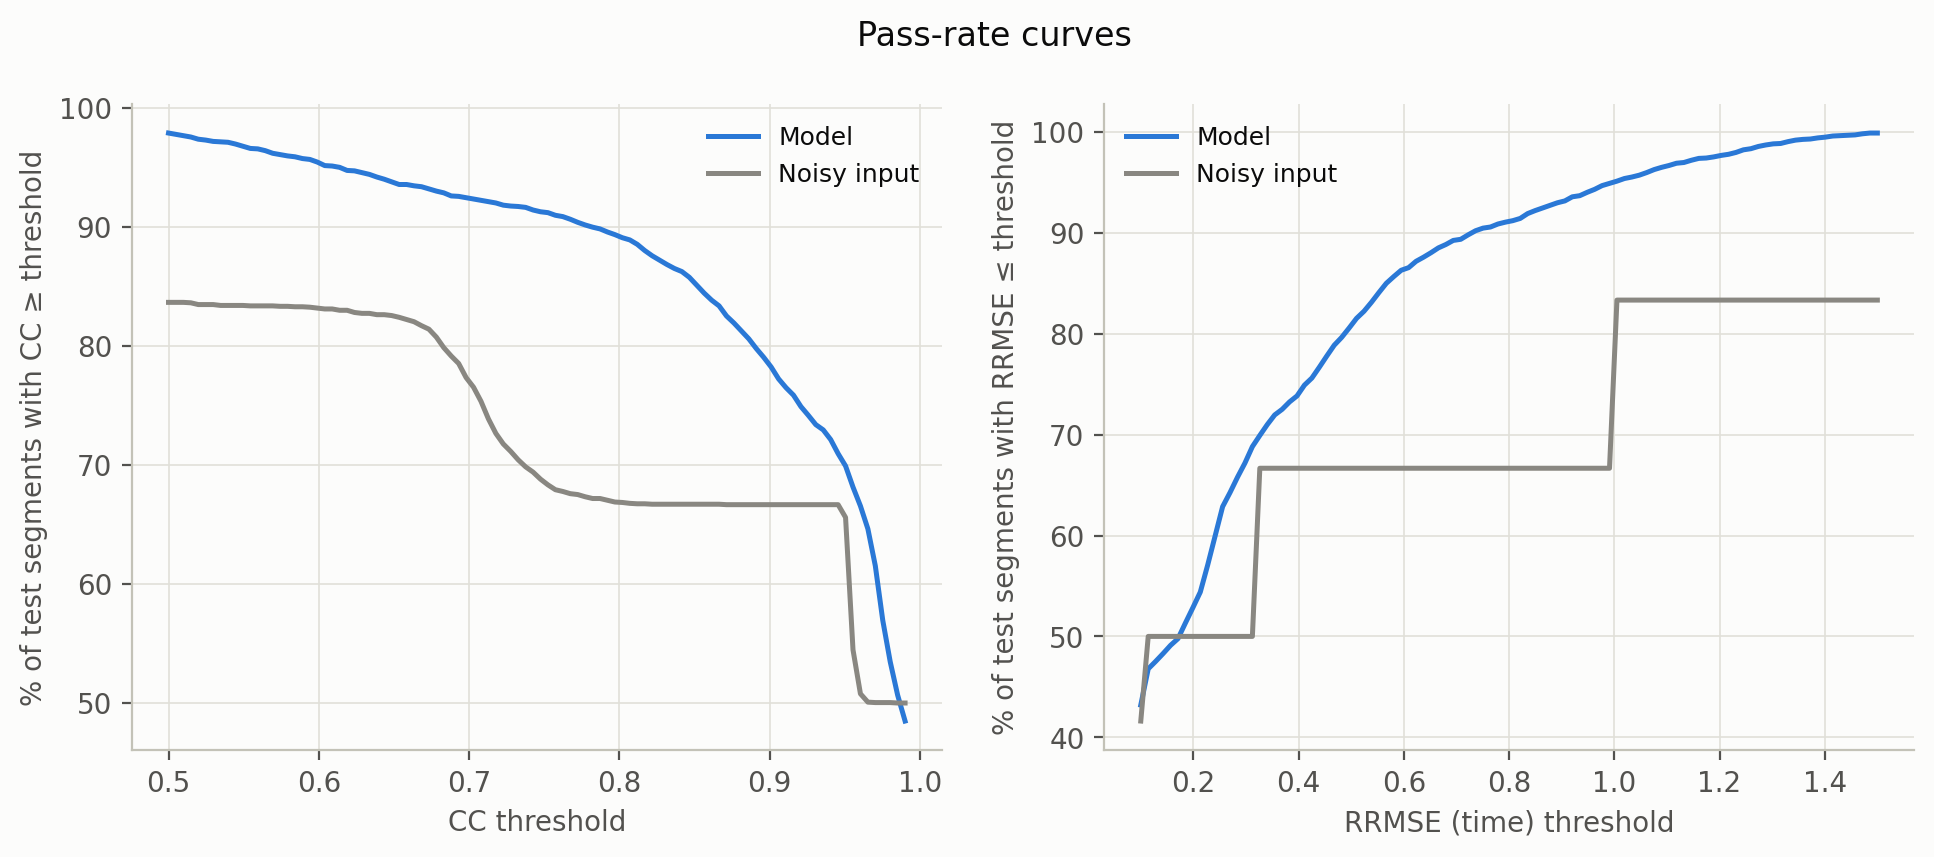 Pass-rate curves
% of test segments with CC ≥ threshold
100
90
80
70
60
50
Model
Noisy input
0.5 0.6 0.7 0.8 0.9 1.0
CC threshold
% of test segments with RRMSE ≤ threshold
100
90
80
70
60
50
40
Model
Noisy input
0.2 0.4 0.6 0.8 1.0 1.2 1.4
RRMSE (time) threshold